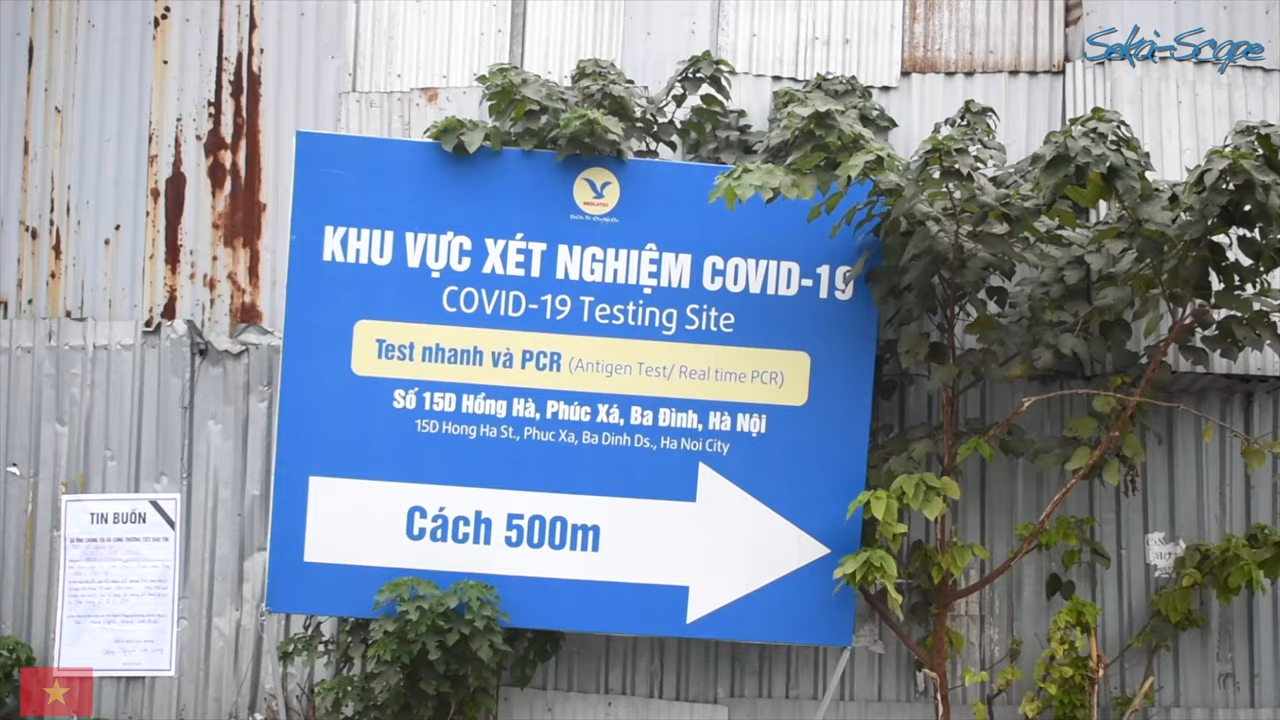 Sekai-Scape
MEDLATEC
KHU VỰC XÉT NGHIỆM COVID-19
COVID-19 Testing Site
Test nhanh và PCR (Antigen Test/ Real time PCR)
Số 15D Hồng Hà, Phúc Xá, Ba Đình, Hà Nội
15D Hong Ha St., Phuc Xa, Ba Dinh Ds., Ha Noi City
Cách 500m
TIN BUỒN